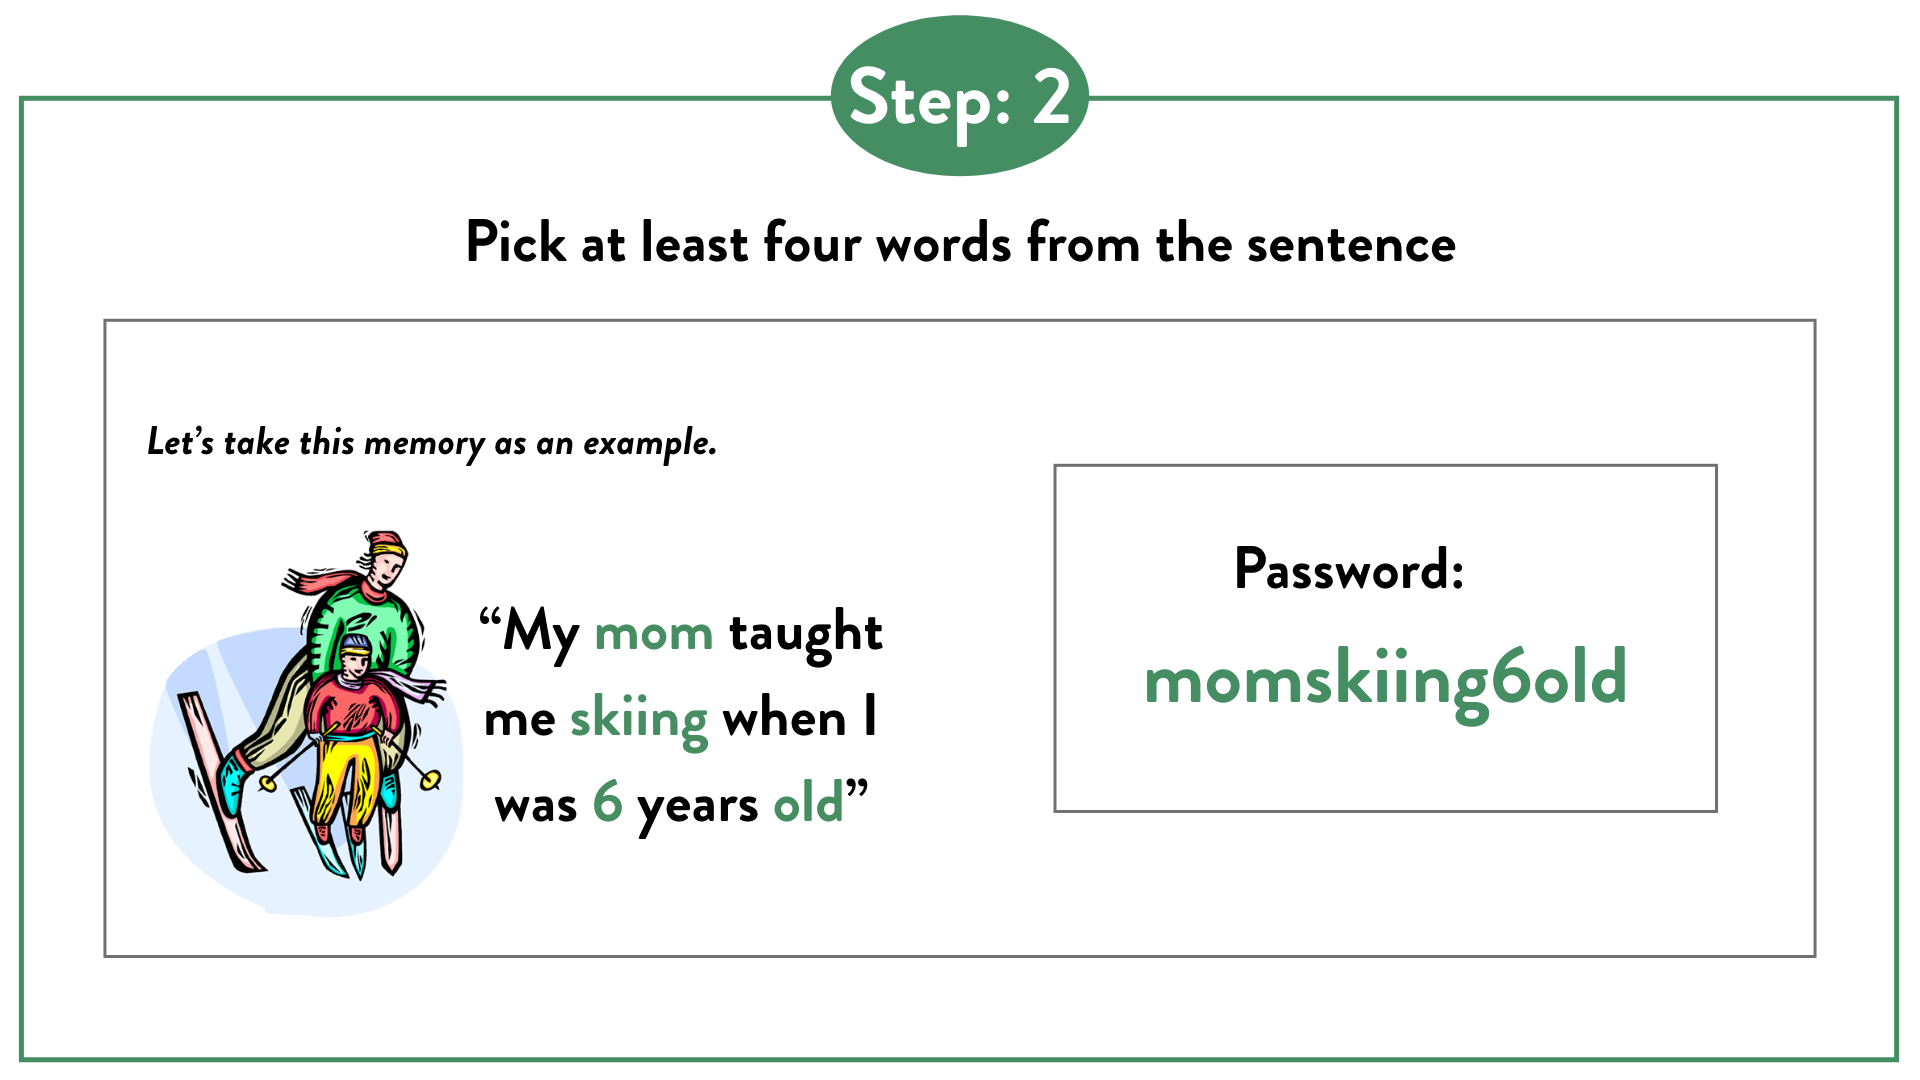 Step: 2
Pick at least four words from the sentence
Let’s take this memory as an example.
“My mom taught
me skiing when I
was 6 years old”
Password:
momskiing6old